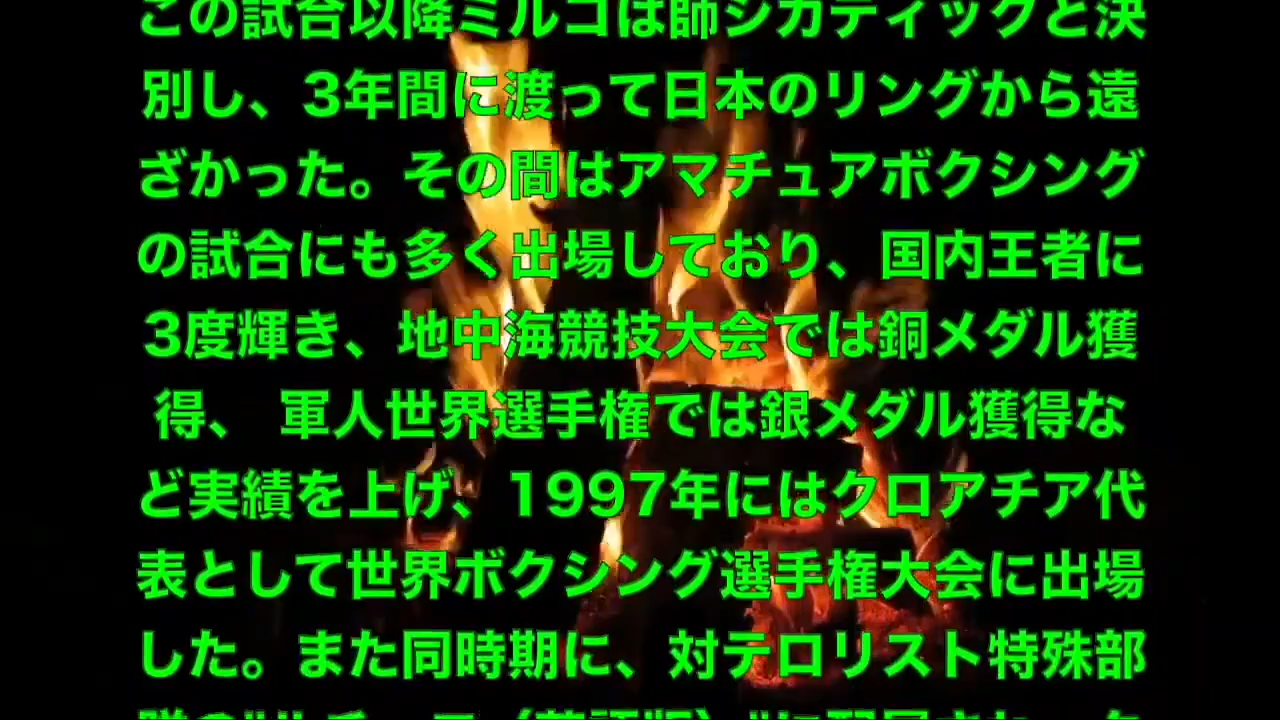 この試合以降ミルコは師シカティックと決
別し、3年間に渡って日本のリングから遠
ざかった。その間はアマチュアボクシング
の試合にも多く出場しており、国内王者に
3度輝き、地中海競技大会では銅メダル獲
得、 軍人世界選手権では銀メダル獲得な
ど実績を上げ、1997年にはクロアチア代
表として世界ボクシング選手権大会に出場
した。また同時期に、対テロリスト特殊部